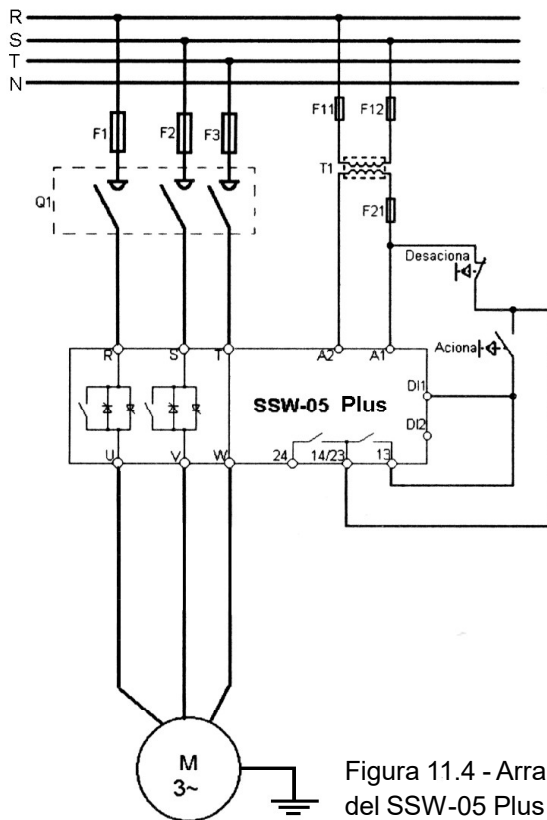 R
S
T
N
F1 F2 F3 F11 F12
T1
Q1
F21
Desaciona
Aciona
R S T A2 A1
SSW-05 Plus
DI1
DI2
U V W 24 14/23 13
M
3~
Figura 11.4 - Arra
del SSW-05 Plus